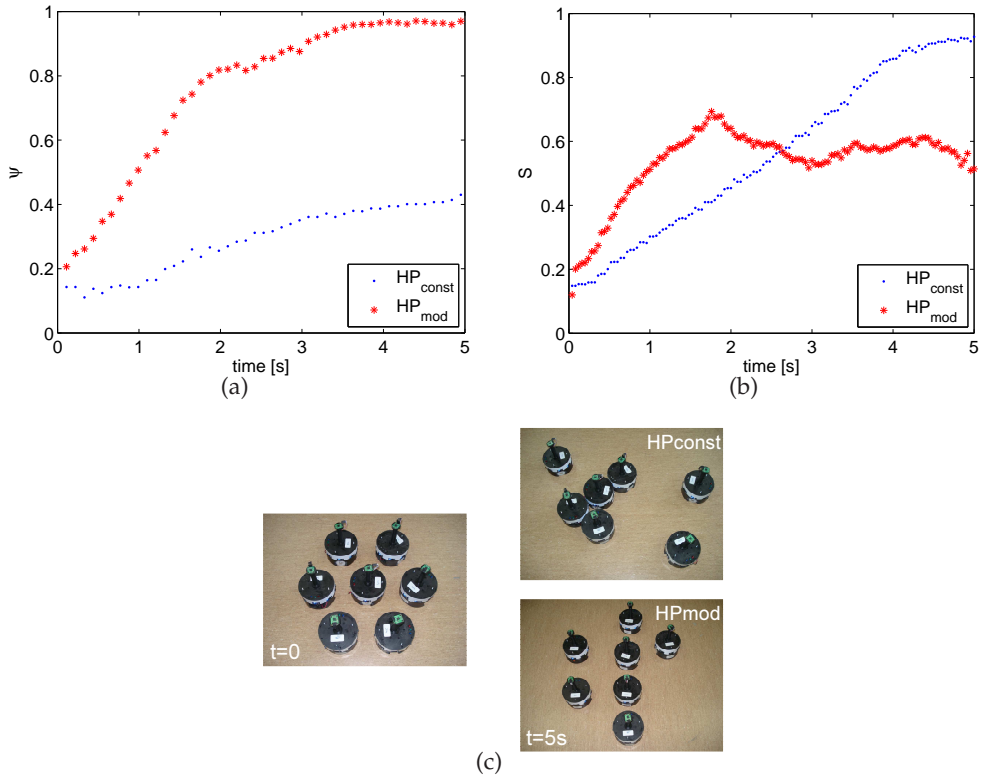 1
0.8
0.6
0.4
0.2
0
ψ
0 1 2 3 4 5
time [s]
HP_const
HP_mod
(a)
1
0.8
0.6
0.4
0.2
0
S
0 1 2 3 4 5
time [s]
HP_const
HP_mod
(b)
HPconst
t=0
HPmod
t=5s
(c)